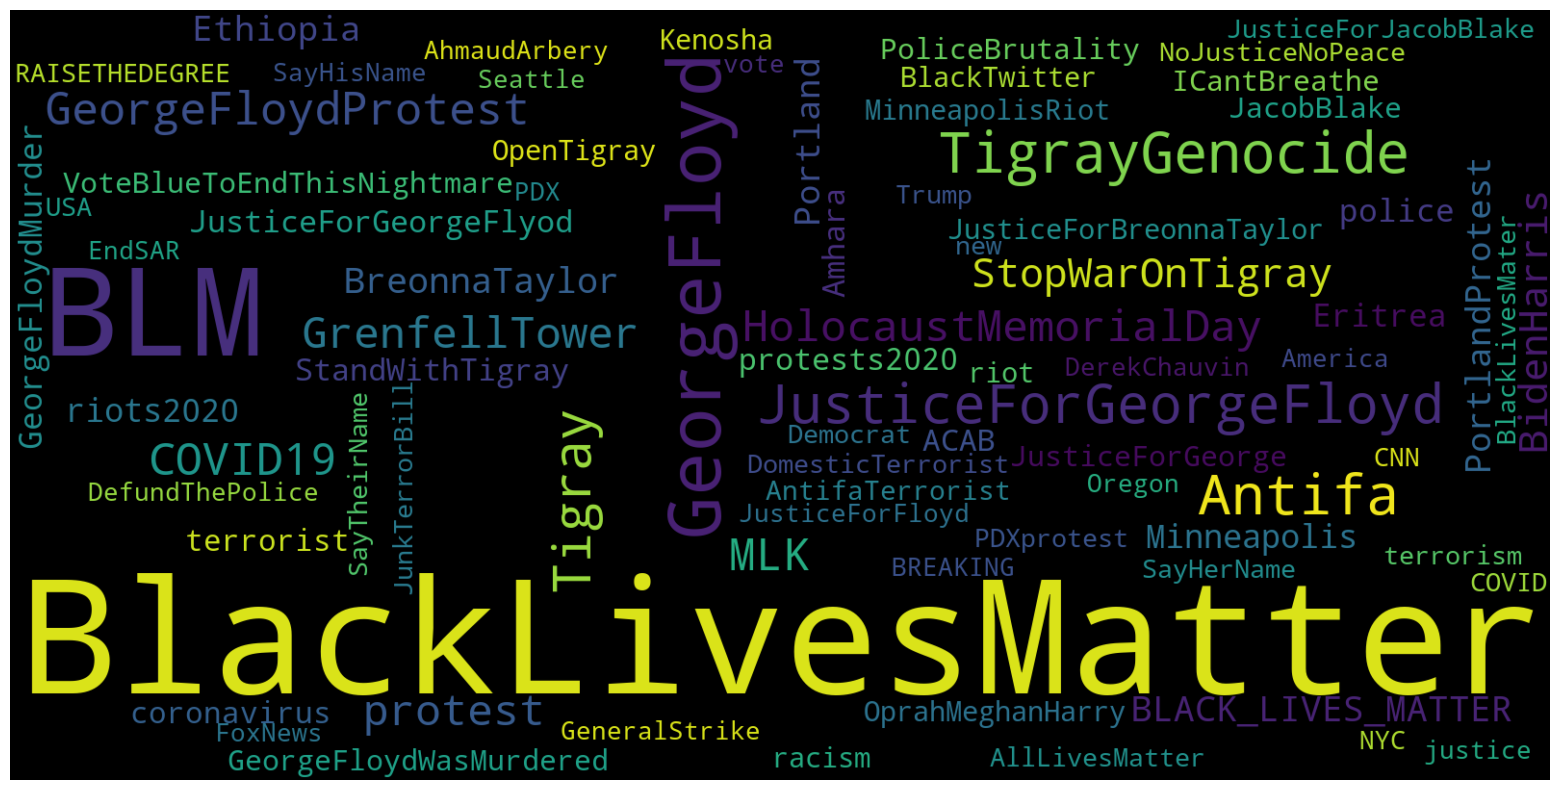 Ethiopia
AhmaudArbery
Kenosha
JusticeForJacobBlake
RAISETHEDEGREE
SayHisName
Seattle
vote
PoliceBrutality
NoJusticeNoPeace
BlackTwitter
ICantBreathe
GeorgeFloydProtest
Portland
MinneapolisRiot
JacobBlake
OpenTigray
GeorgeFloyd
TigrayGenocide
GeorgeFloydMurder
VoteBlueToEndThisNightmare
PDX
Trump
USA
JusticeForGeorgeFlyod
Amhara
JusticeForBreonnaTaylor
police
PortlandProtest
BidenHarris
BlackLivesMater
EndSAR
new
BLM
BreonnaTaylor
StopWarOnTigray
GrenfellTower
HolocaustMemorialDay
Eritrea
StandWithTigray
protests2020
riot
DerekChauvin
America
riots2020
JusticeForGeorgeFloyd
COVID19
SayTheirName
JunkTerrorBill
Tigray
Democrat
ACAB
DomesticTerrorist
JusticeForGeorge
CNN
DefundThePolice
AntifaTerrorist
Oregon
Antifa
JusticeForFloyd
terrorist
MLK
PDXprotest
Minneapolis
BREAKING
SayHerName
terrorism
COVID
BlackLivesMatter
coronavirus
protest
OprahMeghanHarry
BLACK_LIVES_MATTER
FoxNews
GeneralStrike
NYC
justice
GeorgeFloydWasMurdered
racism
AllLivesMatter